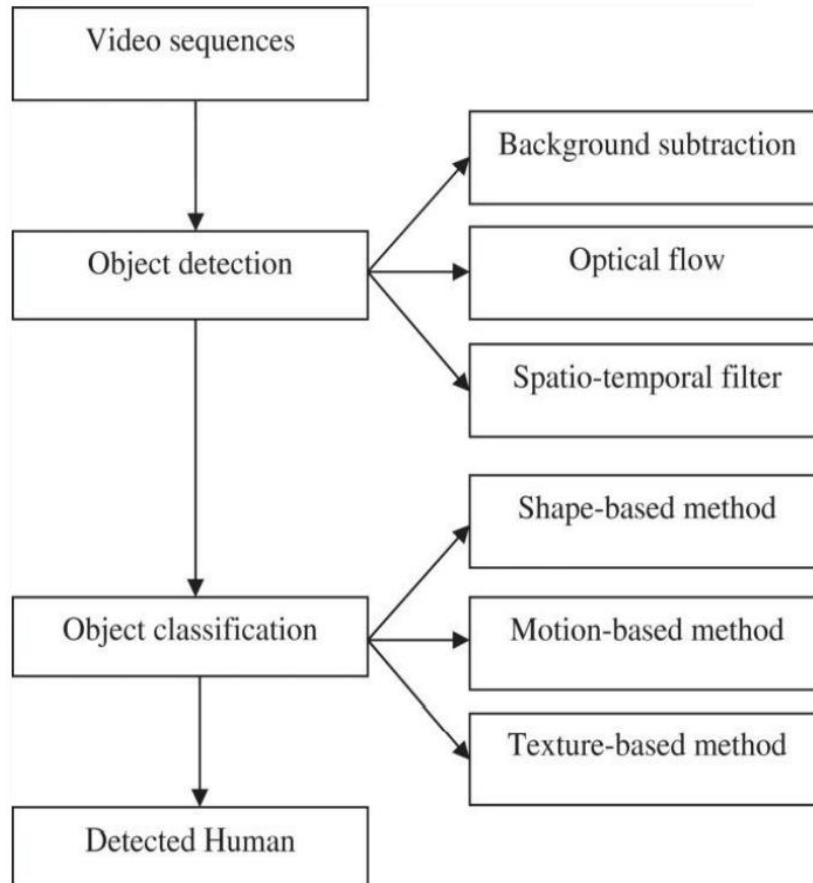 Video sequences
Background subtraction
Object detection
Optical flow
Spatio-temporal filter
Shape-based method
Object classification
Motion-based method
Texture-based method
Detected Human